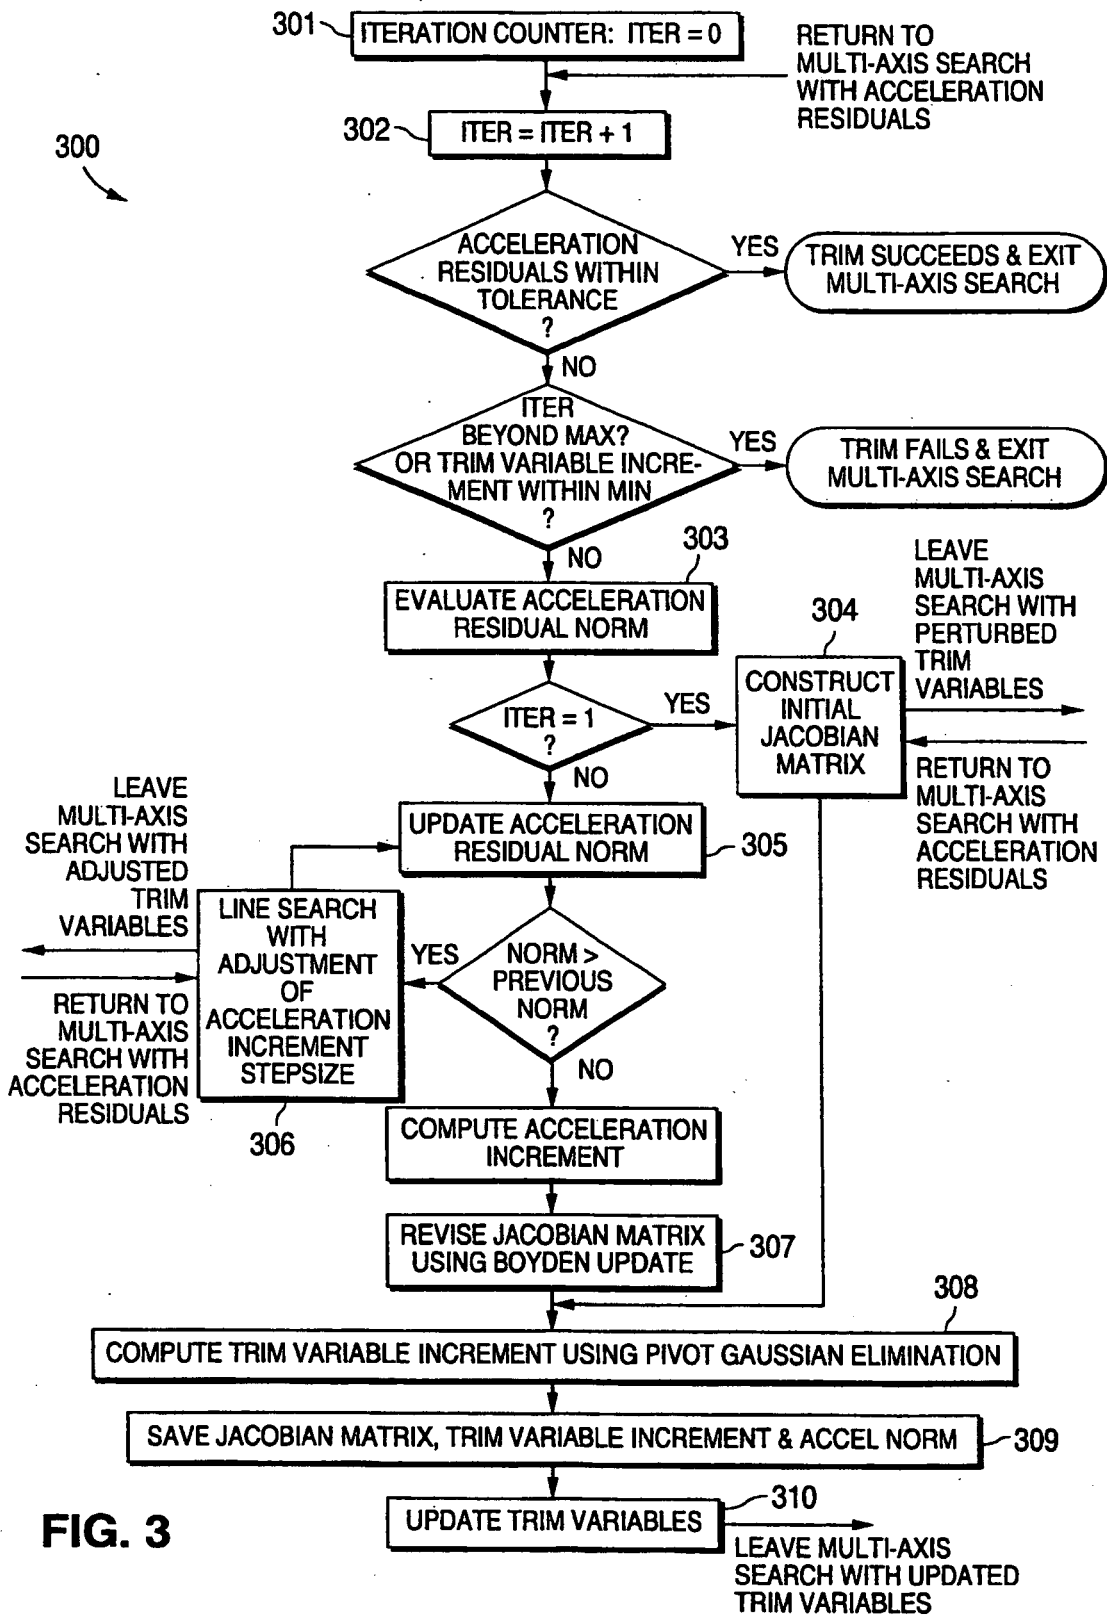 301
ITERATION COUNTER: ITER = 0
RETURN TO
MULTI-AXIS SEARCH
WITH ACCELERATION
RESIDUALS
302
ITER = ITER + 1
300
ACCELERATION
RESIDUALS WITHIN
TOLERANCE
?
YES
TRIM SUCCEEDS & EXIT
MULTI-AXIS SEARCH
NO
ITER
BEYOND MAX?
OR TRIM VARIABLE INCRE-
MENT WITHIN MIN
?
YES
TRIM FAILS & EXIT
MULTI-AXIS SEARCH
NO
303
EVALUATE ACCELERATION
RESIDUAL NORM
ITER = 1
?
YES
304
CONSTRUCT
INITIAL
JACOBIAN
MATRIX
LEAVE
MULTI-AXIS
SEARCH WITH
PERTURBED
TRIM
VARIABLES
RETURN TO
MULTI-AXIS
SEARCH WITH
ACCELERATION
RESIDUALS
NO
UPDATE ACCELERATION
RESIDUAL NORM
305
LEAVE
MULTI-AXIS
SEARCH WITH
ADJUSTED
TRIM
VARIABLES
RETURN TO
MULTI-AXIS
SEARCH WITH
ACCELERATION
RESIDUALS
LINE SEARCH
WITH
ADJUSTMENT
OF
ACCELERATION
INCREMENT
STEPSIZE
306
YES
NORM >
PREVIOUS
NORM
?
NO
COMPUTE ACCELERATION
INCREMENT
REVISE JACOBIAN MATRIX
USING BOYDEN UPDATE
307
308
COMPUTE TRIM VARIABLE INCREMENT USING PIVOT GAUSSIAN ELIMINATION
SAVE JACOBIAN MATRIX, TRIM VARIABLE INCREMENT & ACCEL NORM
309
UPDATE TRIM VARIABLES
310
LEAVE MULTI-AXIS
SEARCH WITH UPDATED
TRIM VARIABLES
FIG. 3